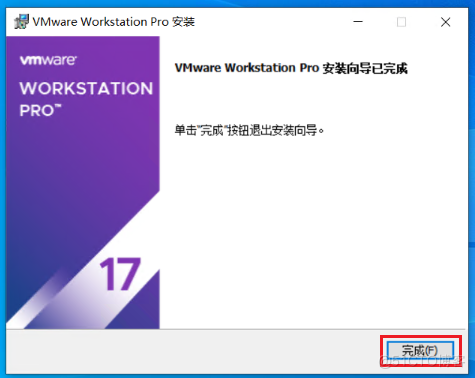 VMware Workstation Pro 安装
vmware
WORKSTATION
PRO™
VMware Workstation Pro 安装向导已完成
单击"完成"按钮退出安装向导。
17
完成(F)